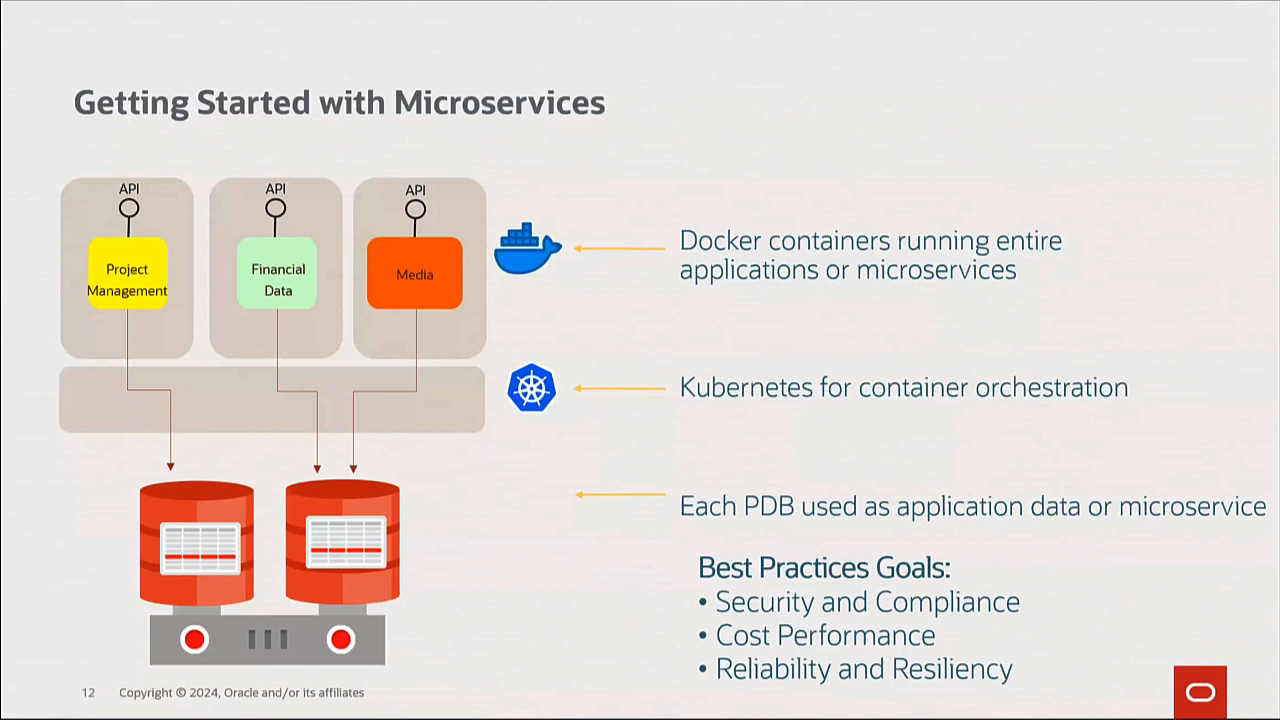 Getting Started with Microservices
API
API
API
Project
Management
Financial
Data
Media
Docker containers running entire
applications or microservices
Kubernetes for container orchestration
Each PDB used as application data or microservice
Best Practices Goals:
• Security and Compliance
• Cost Performance
• Reliability and Resiliency
12 Copyright © 2024, Oracle and/or its affiliates